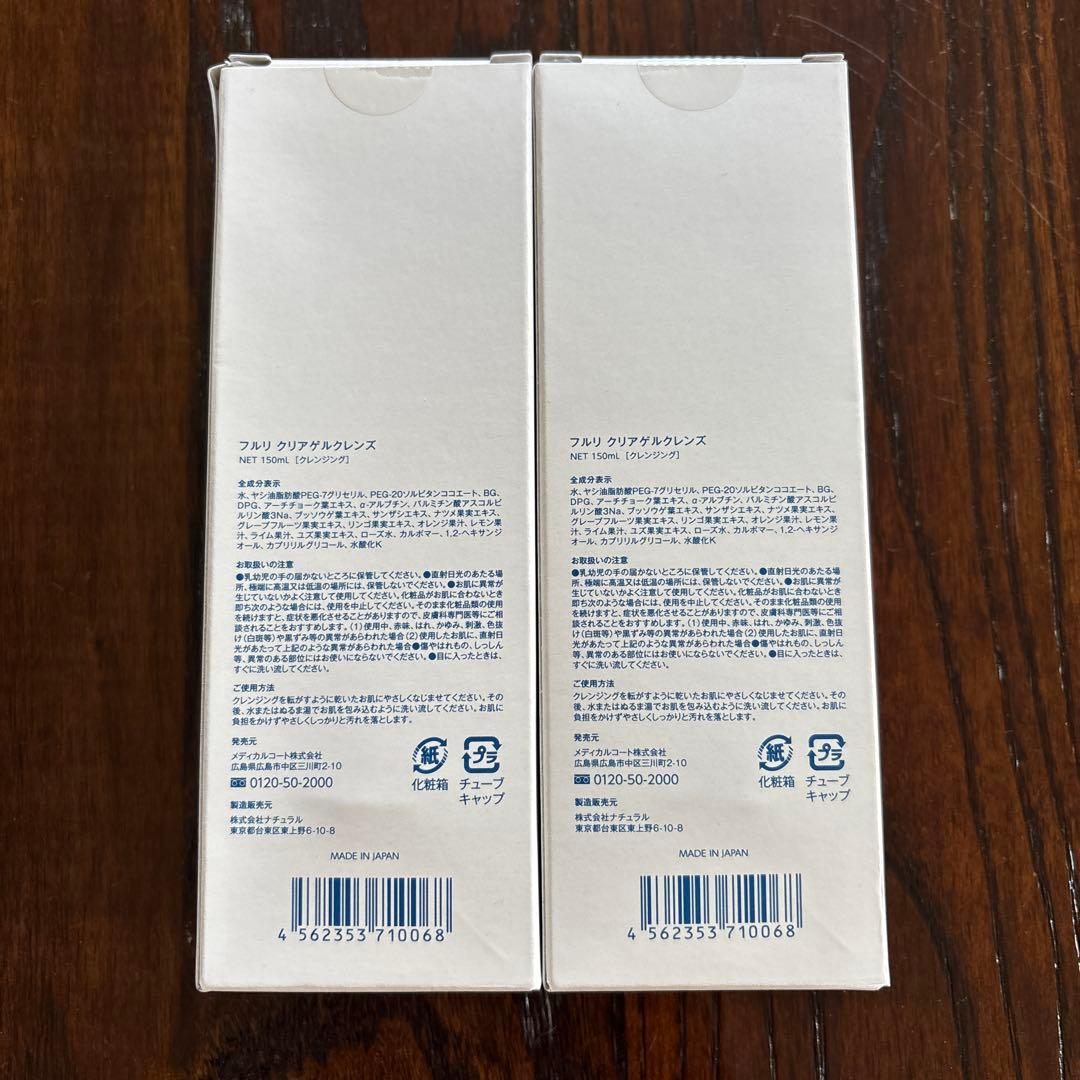 フルリ クリアゲルクレンズ
NET 150mL [クレンジング]
全成分表示
水、ヤシ油脂肪酸PEG-7グリセリル、PEG-20ソルビタンココエート、BG、
DPG、アーチチョーク葉エキス、α-アルブチン、パルミチン酸アスコルビ
ルリン酸3Na、ブッソウゲ葉エキス、サンザシエキス、ナツメ果実エキス、
グレープフルーツ果実エキス、リンゴ果実エキス、オレンジ果汁、レモン果
汁、ライム果汁、ユズ果実エキス、ローズ水、カルボマー、1,2-ヘキサンジ
オール、カプリリルグリコール、水酸化K
お取扱いの注意
●乳幼児の手の届かないところに保管してください。●直射日光のあたる場
所、極端に高温又は低温の場所には、保管しないでください。●お肌に異常が
生じていないかよく注意して使用してください。化粧品がお肌に合わないとき
即ち次のような場合には、使用を中止してください。そのまま化粧品類の使用
を続けますと、症状を悪化させることがありますので、皮膚科専門医等にご相
談されることをおすすめします。(1)使用中、赤味、はれ、かゆみ、刺激、色抜
け(白斑等)や黒ずみ等の異常があらわれた場合(2)使用したお肌に、直射日
光があたって上記のような異常があらわれた場合●傷やはれもの、しっしん
等、異常のある部位にはお使いにならないでください。●目に入ったときは、
すぐに洗い流してください。
ご使用方法
クレンジングを転がすように乾いたお肌にやさしくなじませてください。その
後、水またはぬるま湯でお肌を包み込むように洗い流してください。お肌に
負担をかけずやさしくしっかりと汚れを落とします。
発売元
メディカルコート株式会社
広島県広島市中区三川町2-10
0120-50-2000
紙
化粧箱
プラ
チューブ
キャップ
製造販売元
株式会社ナチュラル
東京都台東区東上野6-10-8
MADE IN JAPAN
4 562353 710068
フルリ クリアゲルクレンズ
NET 150mL [クレンジング]
全成分表示
水、ヤシ油脂肪酸PEG-7グリセリル、PEG-20ソルビタンココエート、BG、
DPG、アーチチョーク葉エキス、α-アルブチン、パルミチン酸アスコルビ
ルリン酸3Na、ブッソウゲ葉エキス、サンザシエキス、ナツメ果実エキス、
グレープフルーツ果実エキス、リンゴ果実エキス、オレンジ果汁、レモン果
汁、ライム果汁、ユズ果実エキス、ローズ水、カルボマー、1,2-ヘキサンジ
オール、カプリリルグリコール、水酸化K
お取扱いの注意
●乳幼児の手の届かないところに保管してください。●直射日光のあたる場
所、極端に高温又は低温の場所には、保管しないでください。●お肌に異常が
生じていないかよく注意して使用してください。化粧品がお肌に合わないとき
即ち次のような場合には、使用を中止してください。そのまま化粧品類の使用
を続けますと、症状を悪化させることがありますので、皮膚科専門医等にご相
談されることをおすすめします。(1)使用中、赤味、はれ、かゆみ、刺激、色抜
け(白斑等)や黒ずみ等の異常があらわれた場合(2)使用したお肌に、直射日
光があたって上記のような異常があらわれた場合●傷やはれもの、しっしん
等、異常のある部位にはお使いにならないでください。●目に入ったときは、
すぐに洗い流してください。
ご使用方法
クレンジングを転がすように乾いたお肌にやさしくなじませてください。その
後、水またはぬるま湯でお肌を包み込むように洗い流してください。お肌に
負担をかけずやさしくしっかりと汚れを落とします。
発売元
メディカルコート株式会社
広島県広島市中区三川町2-10
0120-50-2000
紙
化粧箱
プラ
チューブ
キャップ
製造販売元
株式会社ナチュラル
東京都台東区東上野6-10-8
MADE IN JAPAN
4 562353 710068